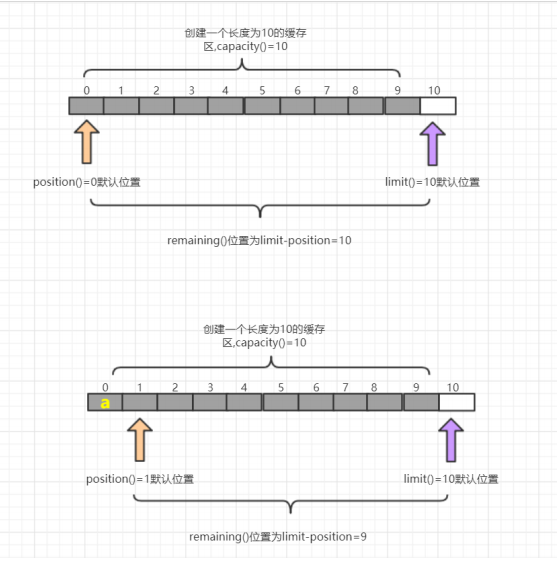 创建一个长度为10的缓存
区,capacity()=10
0 1 2 3 4 5 6 7 8 9 10
position()=0默认位置 limit()=10默认位置
remaining()位置为limit-position=10
创建一个长度为10的缓存
区,capacity()=10
0 1 2 3 4 5 6 7 8 9 10
a
position()=1默认位置 limit()=10默认位置
remaining()位置为limit-position=9